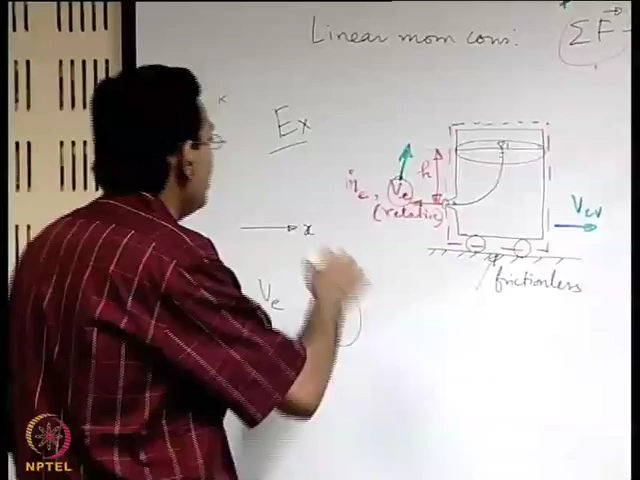 Linear mom cons:
ΣF
Ex
h
ṁe, Ve
(relative)
Vcv
x
frictionless
Ve
NPTEL